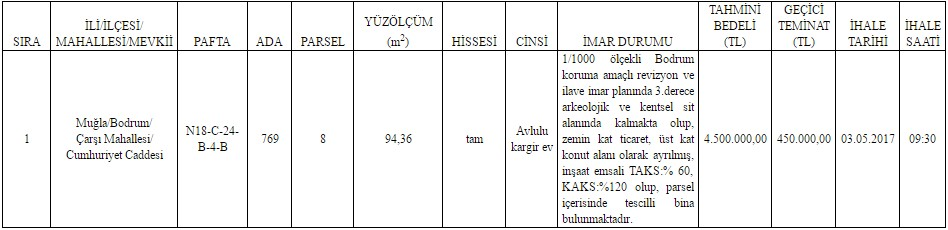 SIRA
İLİ/İLÇESİ/
MAHALLESİ/MEVKİİ
PAFTA
ADA
PARSEL
YÜZÖLÇÜM
(m²)
HİSSESİ
CİNSİ
İMAR DURUMU
TAHMİNİ
BEDELİ
(TL)
GEÇİCİ
TEMİNAT
(TL)
İHALE
TARİHİ
İHALE
SAATİ
1
Muğla/Bodrum/
Çarşı Mahallesi/
Cumhuriyet Caddesi
N18-C-24-
B-4-B
769
8
94,36
tam
Avlulu
kargir ev
1/1000 ölçekli Bodrum
koruma amaçlı revizyon ve
ilave imar planında 3.derece
arkeolojik ve kentsel sit
alanında kalmakta olup,
zemin kat ticaret, üst kat
konut alanı olarak ayrılmış,
inşaat emsali TAKS:% 60,
KAKS:%120 olup, parsel
içerisinde tescilli bina
bulunmaktadır.
4.500.000,00
450.000,00
03.05.2017
09:30